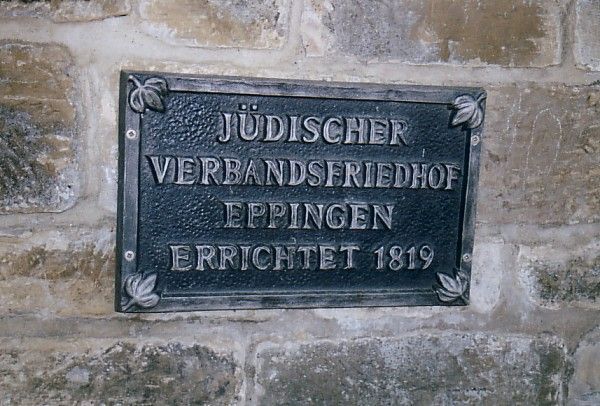 JÜDISCHER
VERBANDSFRIEDHOF
EPPINGEN
ERRICHTET 1819